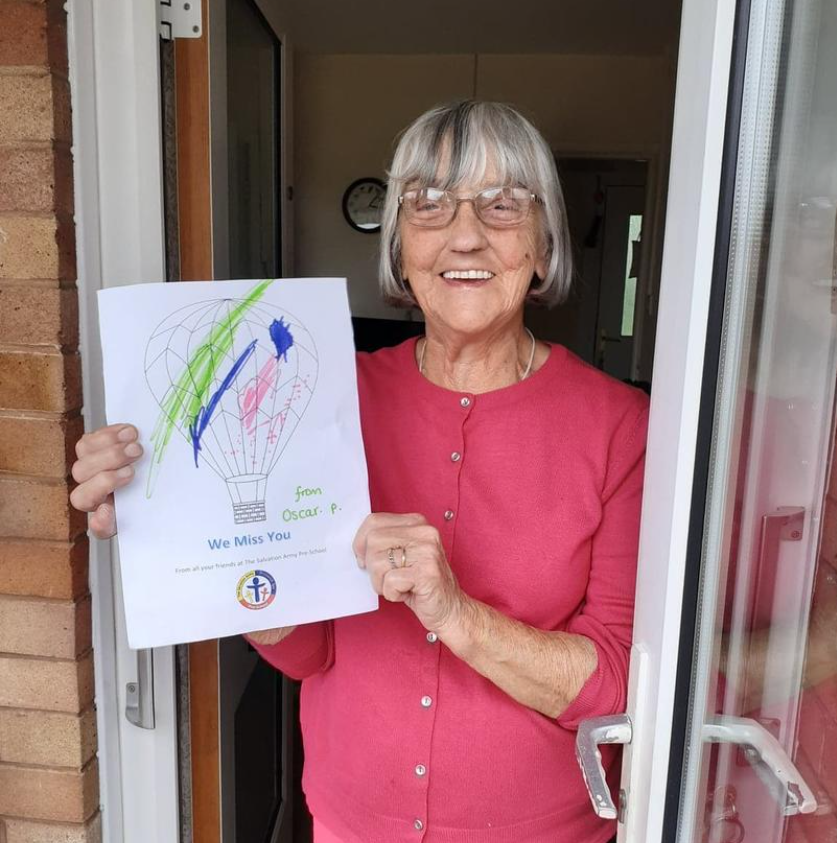 from
Oscar. P.
We Miss You
From all your friends at The Salvation Army Pre-School